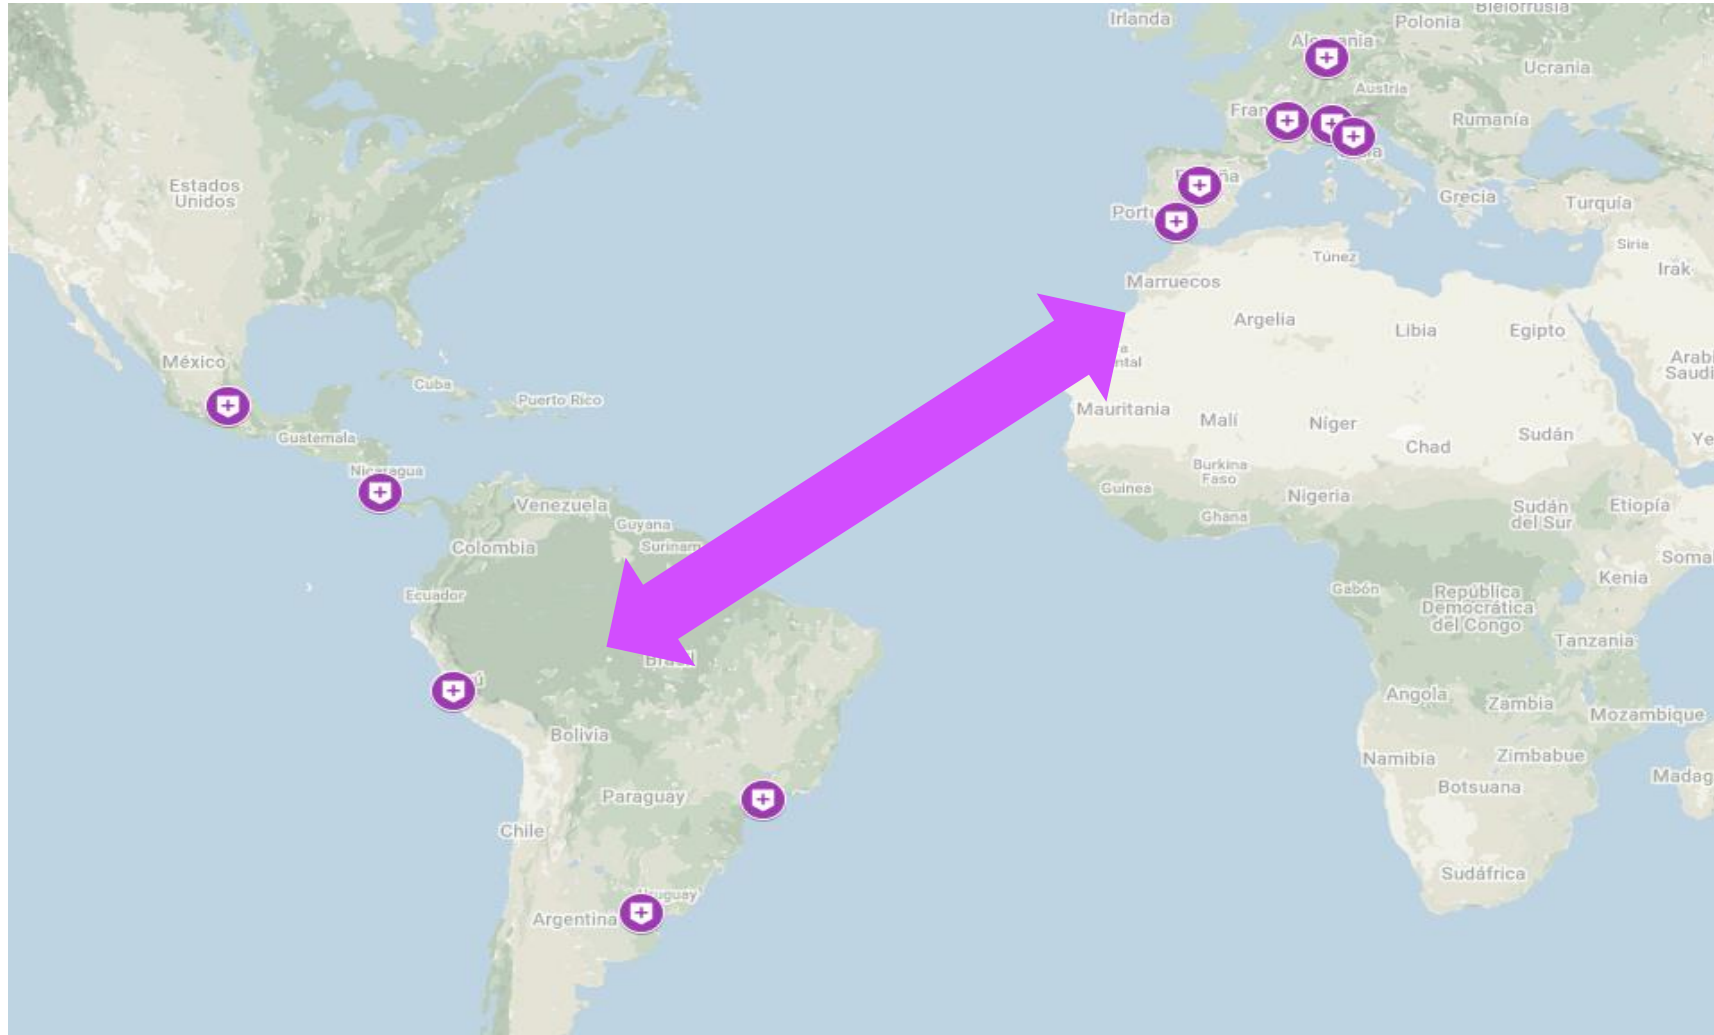 Irlanda
Polonia
Bielorrusia
Ucrania
Austria
Rumanía
Estados
Unidos
Grecia
Turquía
Siria
Irak
Túnez
Marruecos
Argelia
Libia
Egipto
México
Cuba
Puerto Rico
Mauritania
Malí
Níger
Chad
Sudán
Guatemala
Nicaragua
Venezuela
Guyana
Surinam
Colombia
Ecuador
Guinea
Burkina
Faso
Ghana
Nigeria
Sudán
del Sur
Etiopía
Gabón
República
Democrática
del Congo
Kenia
Tanzania
Angola
Zambia
Mozambique
Namibia
Zimbabue
Botsuana
Sudáfrica
Bolivia
Paraguay
Chile
Uruguay
Argentina